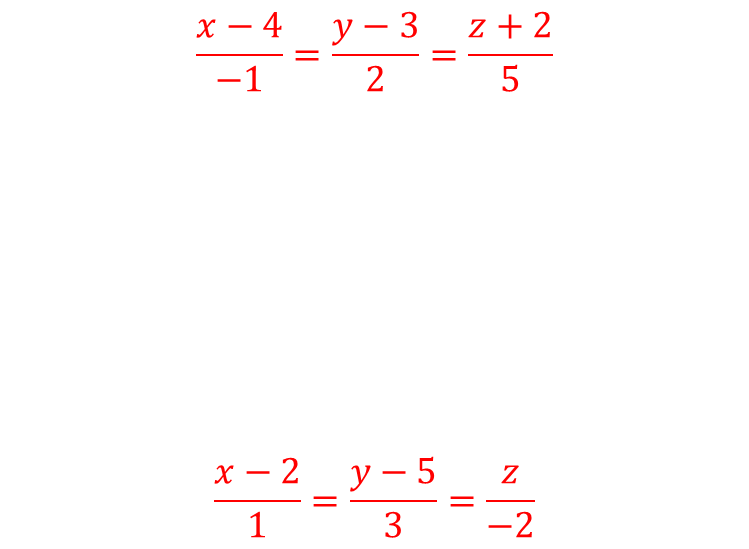 (x − 4)/(−1) = (y − 3)/2 = (z + 2)/5
(x − 2)/1 = (y − 5)/3 = z/(−2)